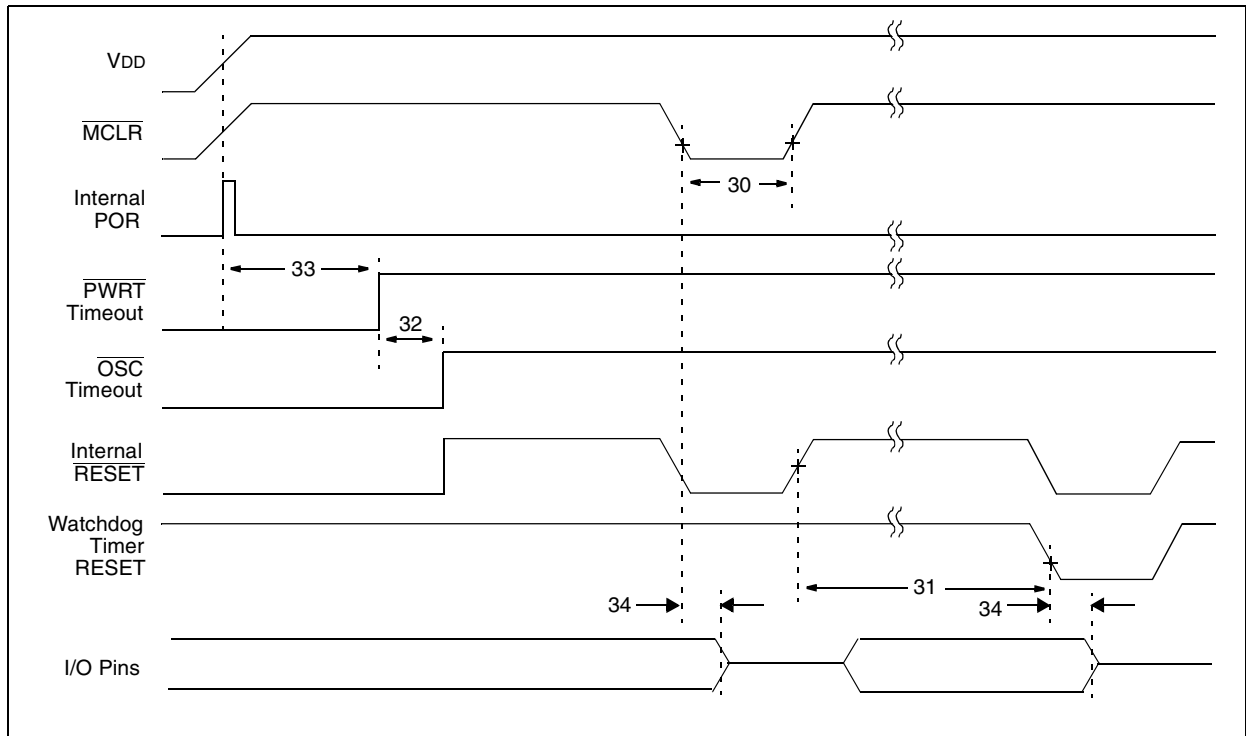 VDD
MCLR
30
Internal
POR
33
PWRT
Timeout
32
OSC
Timeout
Internal
RESET
Watchdog
Timer
RESET
31
34
34
I/O Pins